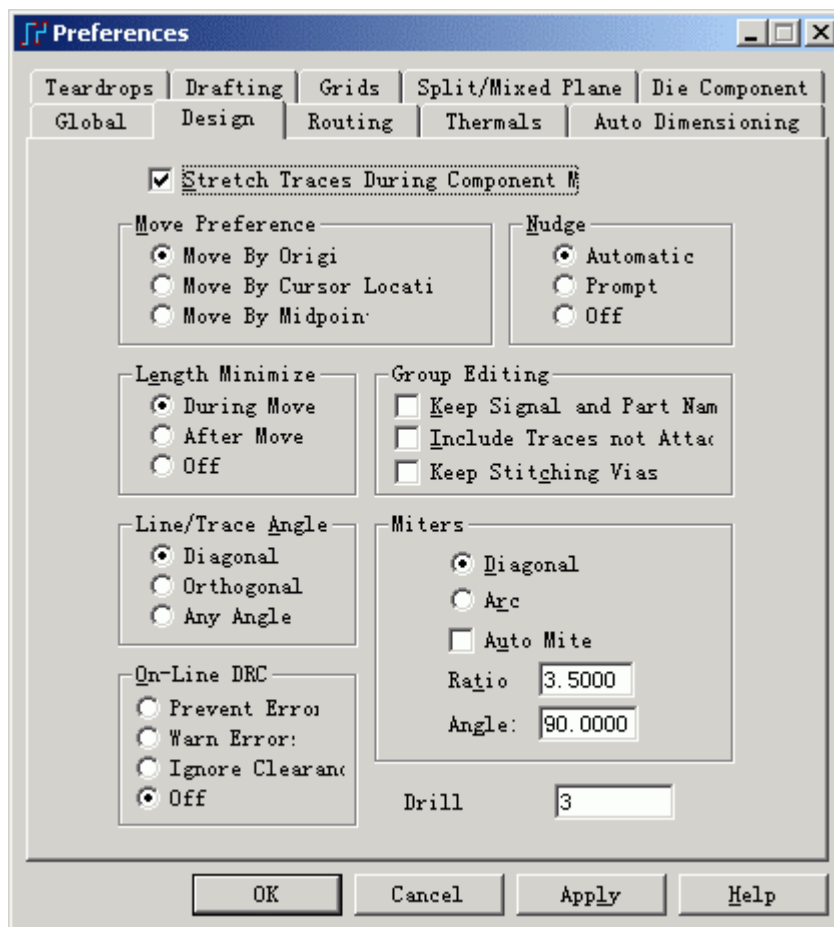 Preferences
Teardrops Drafting Grids Split/Mixed Plane Die Component
Global Design Routing Thermals Auto Dimensioning
Stretch Traces During Component M
Move Preference
Move By Origi
Move By Cursor Locati
Move By Midpoin
Nudge
Automatic
Prompt
Off
Length Minimize
During Move
After Move
Off
Group Editing
Keep Signal and Part Nam
Include Traces not Attac
Keep Stitching Vias
Line/Trace Angle
Diagonal
Orthogonal
Any Angle
Miters
Diagonal
Arc
Auto Mite
Ratio 3.5000
Angle: 90.0000
On-Line DRC
Prevent Error
Warn Error:
Ignore Clearanc
Off
Drill 3
OK Cancel Apply Help